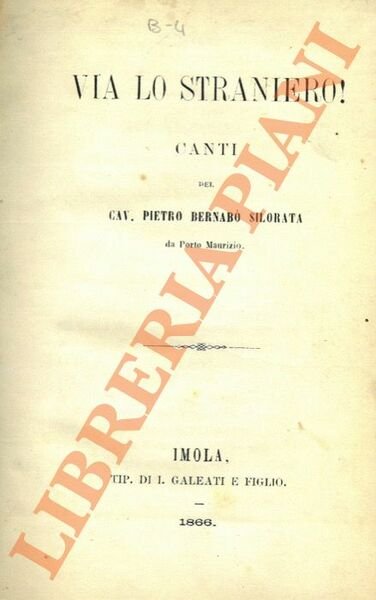 B-4
VIA LO STRANIERO!
CANTI
DEL
CAV. PIETRO BERNABÒ SILORATA
da Porto Maurizio.
IMOLA,
TIP. DI I. GALEATI E FIGLIO.
—
1866.
LIBRERIA PIANI